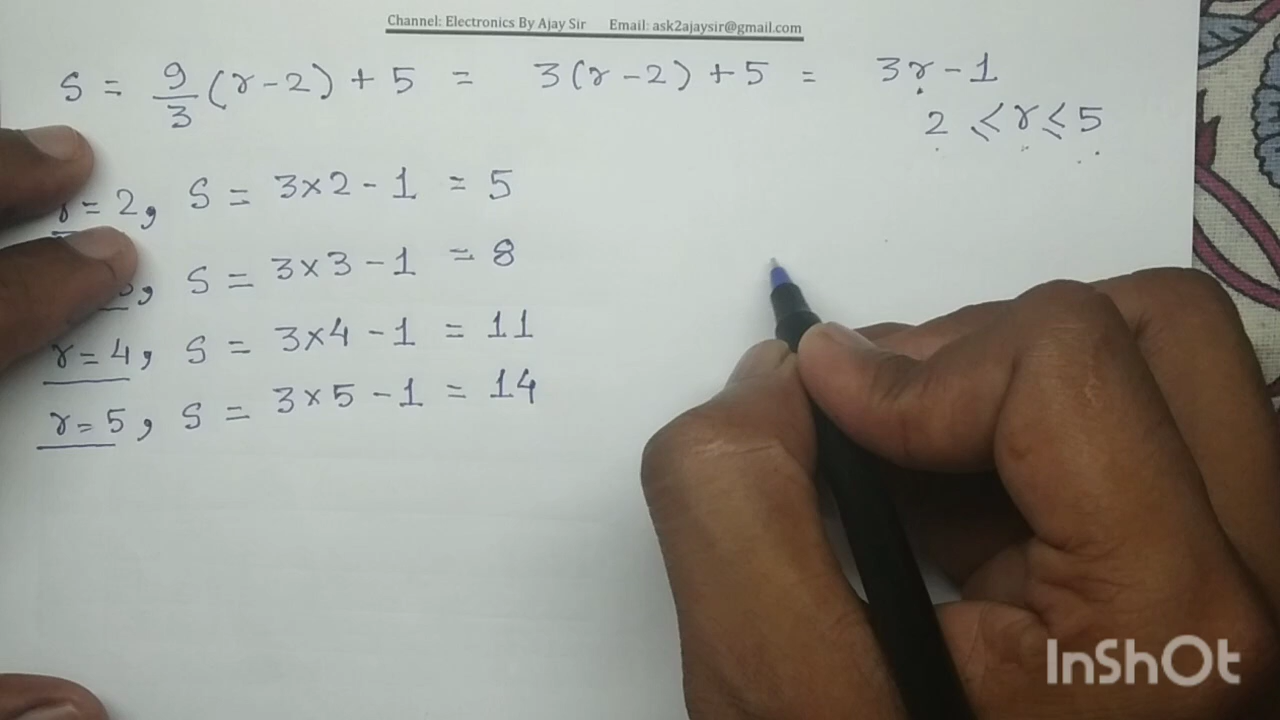 Channel: Electronics By Ajay Sir Email: ask2ajaysir@gmail.com
S = 9/3 (r - 2) + 5 = 3(r - 2) + 5 = 3r - 1
2 ≤ r ≤ 5
r = 2, S = 3×2 - 1 = 5
, S = 3×3 - 1 = 8
r = 4, S = 3×4 - 1 = 11
r = 5, S = 3×5 - 1 = 14
InShOt